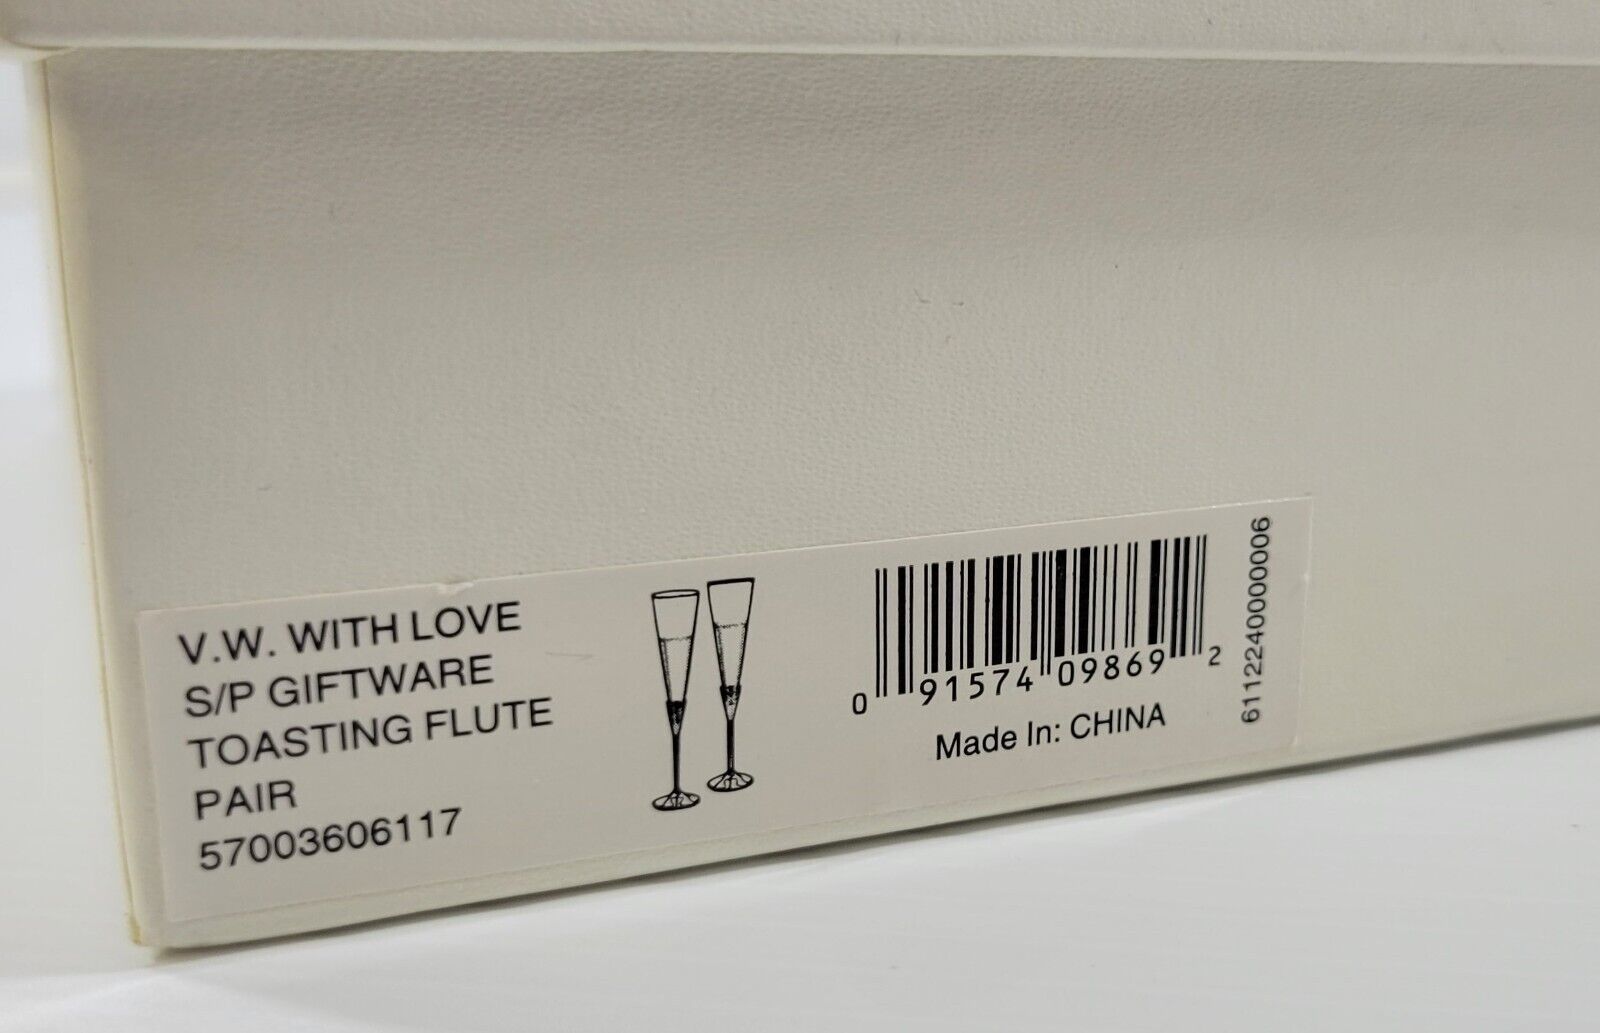 V.W. WITH LOVE
S/P GIFTWARE
TOASTING FLUTE
PAIR
57003606117
0 91574 09869 2
Made In: CHINA
6112240000006